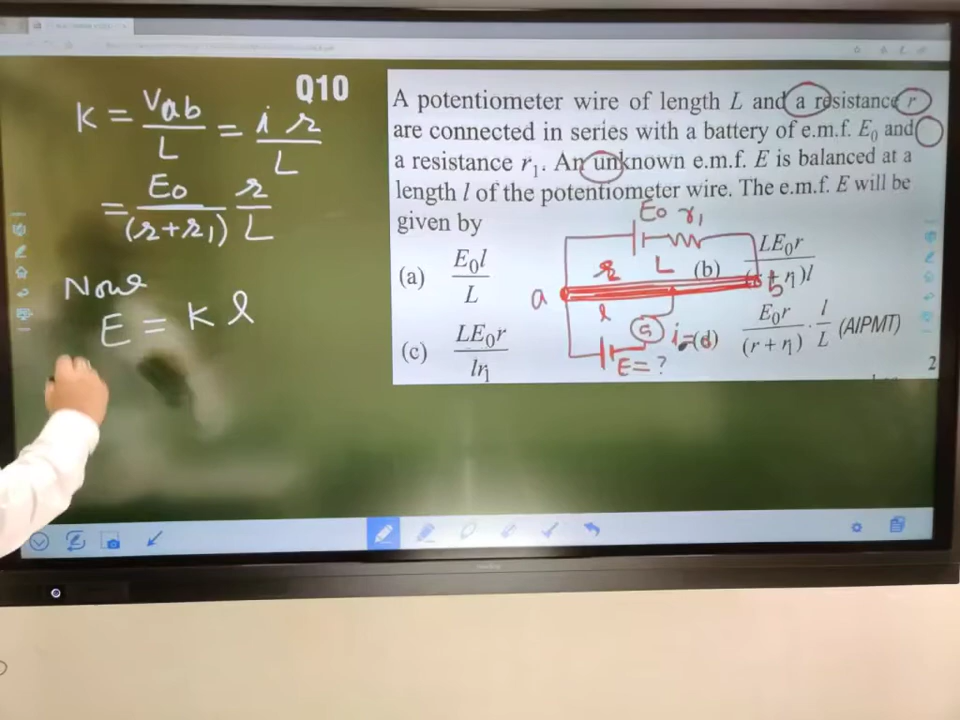 Q10
K = Vab / L = i r / L
= E0 / (r+r1) r / L
Now
E = K l
A potentiometer wire of length L and a resistance r
are connected in series with a battery of e.m.f. E0 and
a resistance r1. An unknown e.m.f. E is balanced at a
length l of the potentiometer wire. The e.m.f. E will be
given by
E0 r1
r L
a b
l
G i=0
E= ?
(a) E0l / L
(b) LE0r / (r + r1)l
(c) LE0r / lr1
(d) E0r / (r + r1) · l / L (AIPMT)
2